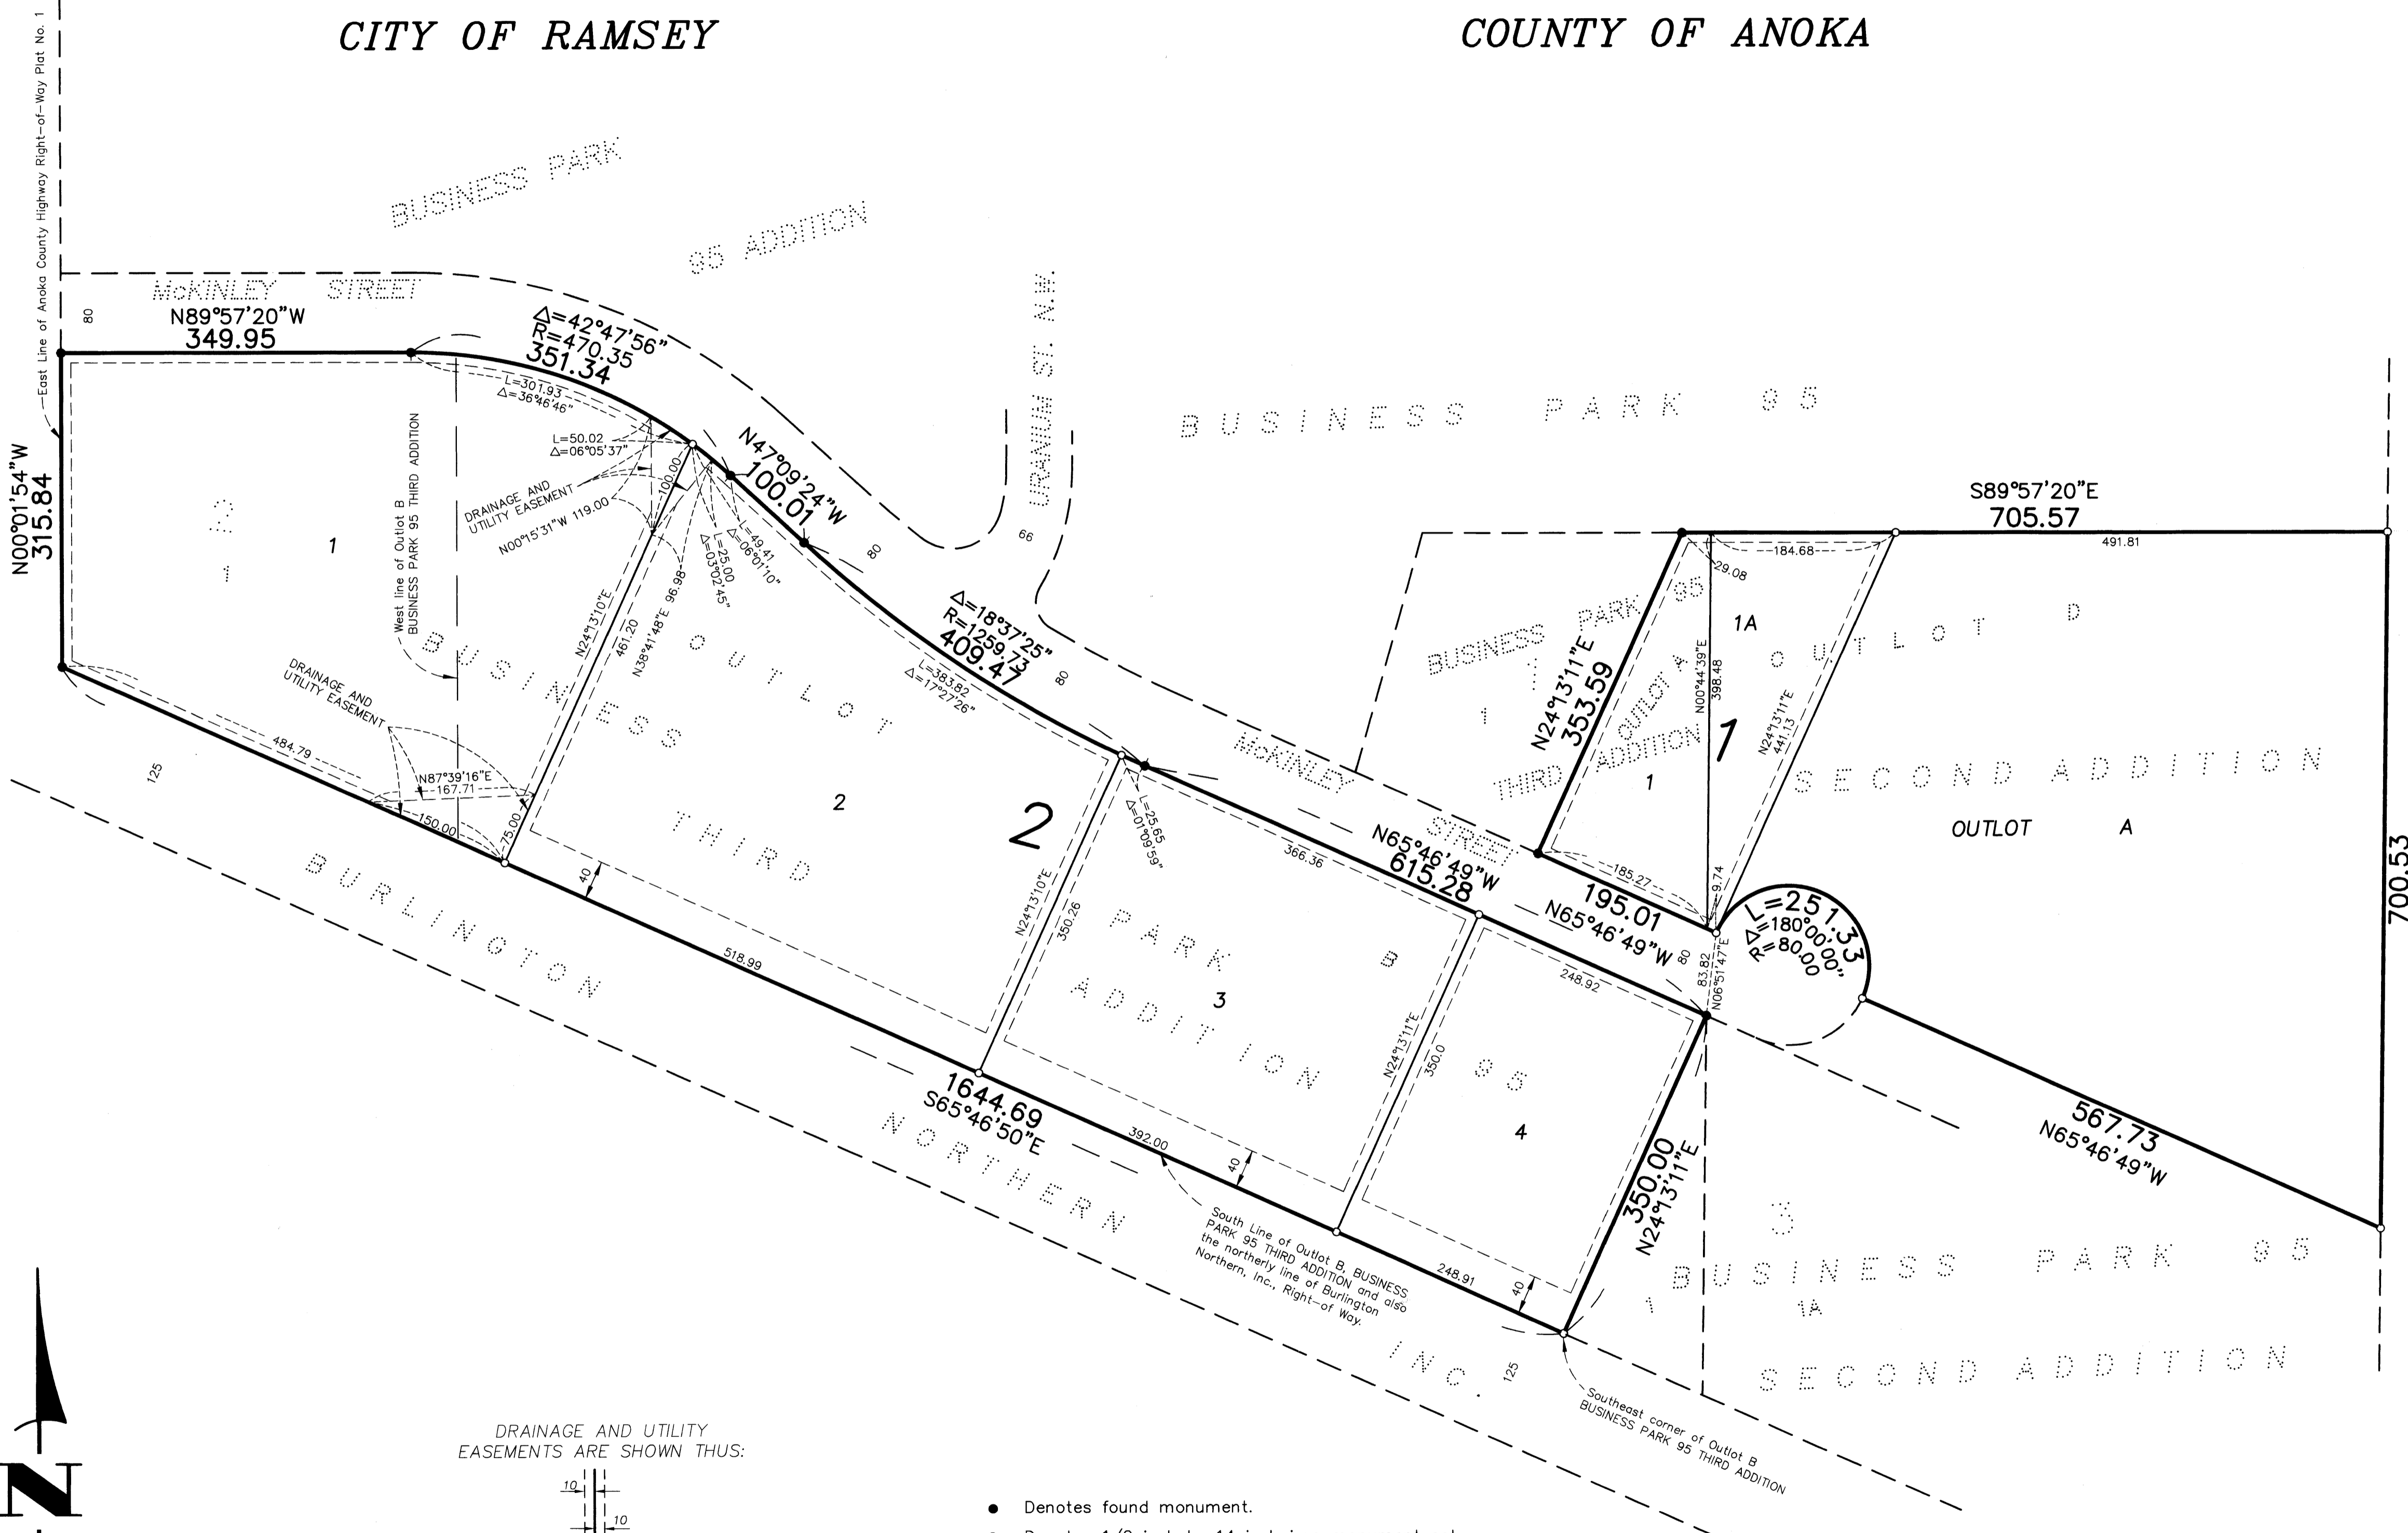 CITY OF RAMSEY
COUNTY OF ANOKA
East Line of Anoka County Highway Right-of-Way Plat No. 1
BUSINESS PARK
95 ADDITION
McKINLEY STREET
80
N89°57'20"W
349.95
△=42°47'56"
R=470.35
351.34
L=301.93
△=36°46'46"
L=50.02
△=06°05'37"
DRAINAGE AND
UTILITY EASEMENT
N00°15'31"W 119.00
100.00
N47°09'24"W
100.01
80
URANIUM ST. N.W.
66
BUSINESS PARK 95
N00°01'54"W
315.84
2
1
1
West line of Outlot B
BUSINESS PARK 95 THIRD ADDITION
N24°13'10"E
461.20
N38°41'48"E 96.98
L=25.00
△=03°02'45"
L=49.41
△=06°01'10"
△=18°37'25"
R=1259.73
409.47
L=383.82
△=17°27'26"
80
S89°57'20"E
705.57
184.68
491.81
29.08
BUSINESS PARK 95
1
1
OUTLOT A
THIRD ADDITION
1A
1
1
N24°13'11"E
353.59
N00°44'39"E
398.48
N24°13'11"E
441.13
OUTLOT D
SECOND ADDITION
OUTLOT A
700.53
DRAINAGE AND
UTILITY EASEMENT
484.79
N87°39'16"E
167.71
150.00
75.00
125
BUSINESS
OUTLOT
THIRD
2
2
40
518.99
N24°13'10"E
350.26
L=25.65
△=01°09'59"
McKINLEY
STREET
N65°46'49"W
615.28
366.36
185.27
195.01
N65°46'49"W
9.74
L=251.33
△=180°00'00"
R=80.00
80
83.82
N06°51'47"E
PARK
B
ADDITION
3
N24°13'11"E
350.0
248.92
95
4
BURLINGTON
NORTHERN
INC.
1644.69
S65°46'50"E
392.00
40
248.91
40
350.00
N24°13'11"E
567.73
N65°46'49"W
3
BUSINESS PARK 95
1
1A
SECOND ADDITION
South Line of Outlot B, BUSINESS
PARK 95 THIRD ADDITION and also
the northerly line of Burlington
Northern, Inc., Right-of Way.
125
Southeast corner of Outlot B
BUSINESS PARK 95 THIRD ADDITION
N
DRAINAGE AND UTILITY
EASEMENTS ARE SHOWN THUS:
10
10
● Denotes found monument.